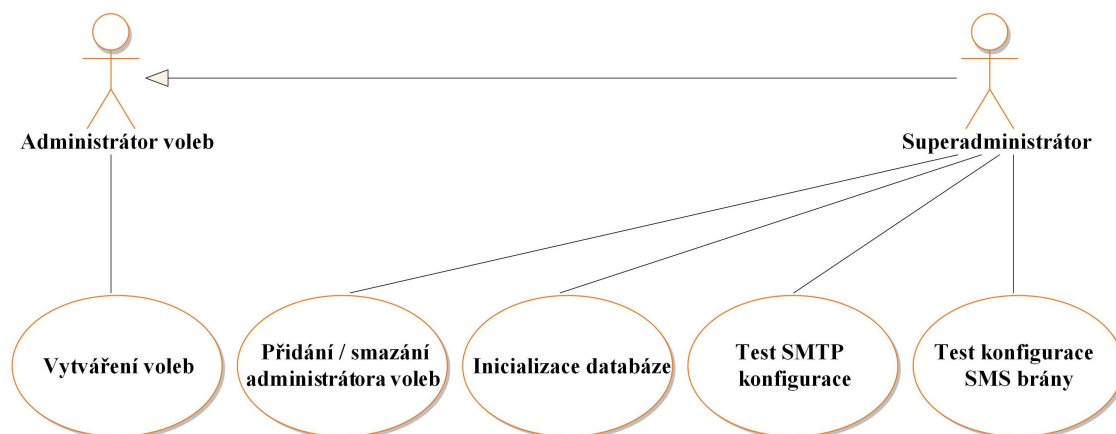 Administrátor voleb
Superadministrátor
Vytváření voleb
Přidání / smazání
administrátora voleb
Inicializace databáze
Test SMTP
konfigurace
Test konfigurace
SMS brány